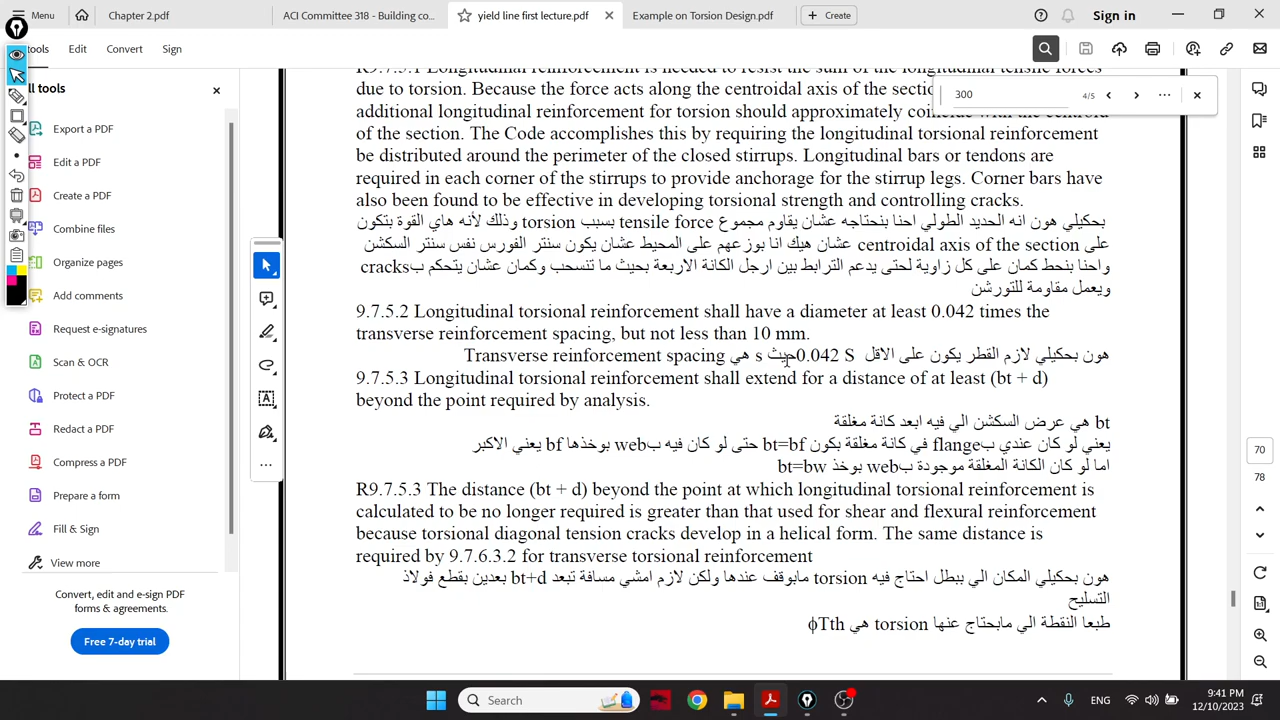 Menu
Chapter 2.pdf
ACI Committee 318 - Building co...
yield line first lecture.pdf
Example on Torsion Design.pdf
Create
Sign in
Edit
Convert
Sign
ll tools
Export a PDF
Edit a PDF
Create a PDF
Combine files
Organize pages
Add comments
Request e-signatures
Scan & OCR
Protect a PDF
Redact a PDF
Compress a PDF
Prepare a form
Fill & Sign
View more
Convert, edit and e-sign PDF
forms & agreements.
Free 7-day trial
300
4/5
R9.7.5.1 Longitudinal reinforcement is needed to resist the sum of the longitudinal tensile forces
due to torsion. Because the force acts along the centroidal axis of the
additional longitudinal reinforcement for torsion should approximately coincide with the centroid
of the section. The Code accomplishes this by requiring the longitudinal torsional reinforcement
be distributed around the perimeter of the closed stirrups. Longitudinal bars or tendons are
required in each corner of the stirrups to provide anchorage for the stirrup legs. Corner bars have
also been found to be effective in developing torsional strength and controlling cracks.
بحكيلي هون انه الحديد الطولي احنا بنحتاجه عشان يقاوم مجموع tensile force بسبب torsion وذلك لأنه هاي القوة بتكون
على centroidal axis of the section عشان هيك انا بوزعهم على المحيط عشان يكون سنتر الفورس نفس سنتر السكشن
واحنا بنحط كمان على كل زاوية لحتى يدعم الترابط بين ارجل الكانة الاربعة بحيث ما تنسحب وكمان عشان يتحكم بcracks
ويعمل مقاومة للتورشن
9.7.5.2 Longitudinal torsional reinforcement shall have a diameter at least 0.042 times the
transverse reinforcement spacing, but not less than 10 mm.
هون بحكيلي لازم القطر يكون على الاقل 0.042 S حيث s هي Transverse reinforcement spacing
9.7.5.3 Longitudinal torsional reinforcement shall extend for a distance of at least (bt + d)
beyond the point required by analysis.
bt هي عرض السكشن الي فيه ابعد كانة مغلقة
يعني لو كان عندي بflange في كانة مغلقة بكون bt=bf حتى لو كان فيه بweb بوخذها bf يعني الاكبر
اما لو كان الكانة المغلقة موجودة بweb بوخذ bt=bw
R9.7.5.3 The distance (bt + d) beyond the point at which longitudinal torsional reinforcement is
calculated to be no longer required is greater than that used for shear and flexural reinforcement
because torsional diagonal tension cracks develop in a helical form. The same distance is
required by 9.7.6.3.2 for transverse torsional reinforcement
هون بحكيلي المكان الي ببطل احتاج فيه torsion مابوقف عندها ولكن لازم امشي مسافة تبعد bt+d بعدين بقطع فولاذ
التسليح
طبعا النقطة الي مابحتاج عنها torsion هي ϕTth
70
78
Search
ENG
9:41 PM
12/10/2023